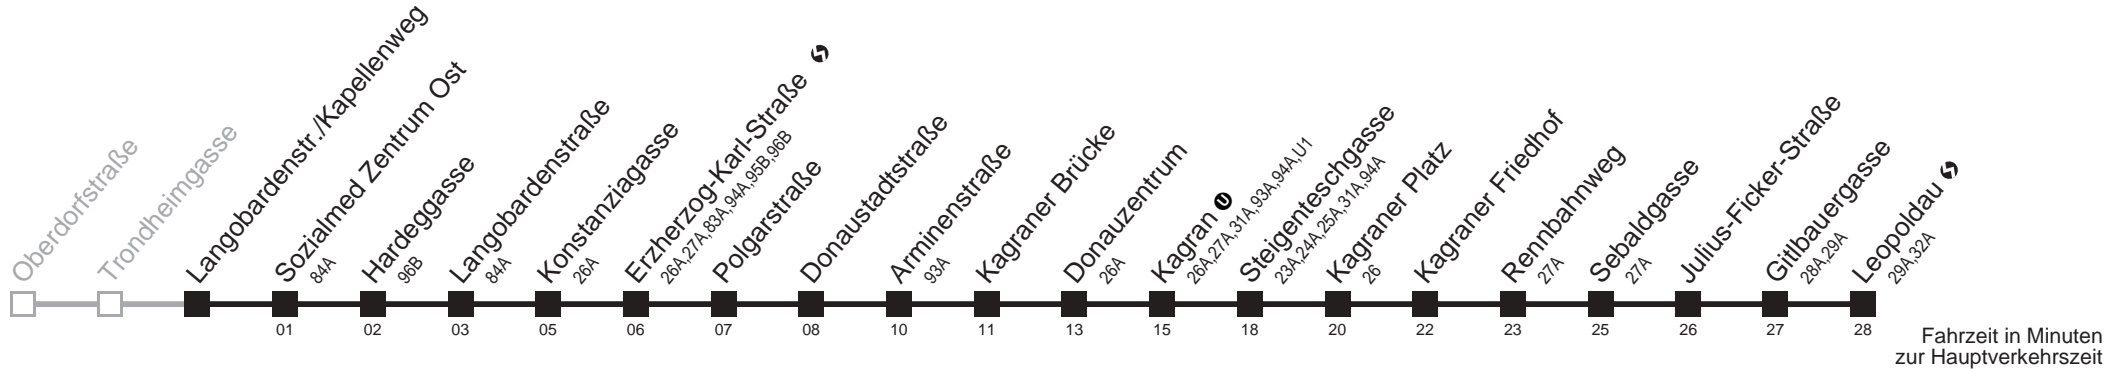 Oberdorfstraße
Trondheimgasse
Langobardenstr./Kapellenweg
Sozialmed Zentrum Ost
84A
Hardeggasse
96B
Langobardenstraße
84A
Konstanziagasse
26A
Erzherzog-Karl-Straße
26A,27A,83A,94A,95B,96B
Polgarstraße
Donaustadtstraße
Arminenstraße
93A
Kagraner Brücke
Donauzentrum
26A
Kagran U
26A,27A,31A,93A,94A,U1
Steigenteschgasse
23A,24A,25A,31A,94A
Kagraner Platz
26
Kagraner Friedhof
Rennbahnweg
27A
Sebaldgasse
27A
Julius-Ficker-Straße
Gitlbauergasse
28A,29A
Leopoldau
29A,32A
01 02 03 05 06 07 08 10 11 13 15 18 20 22 23 25 26 27 28
Fahrzeit in Minuten
zur Hauptverkehrszeit